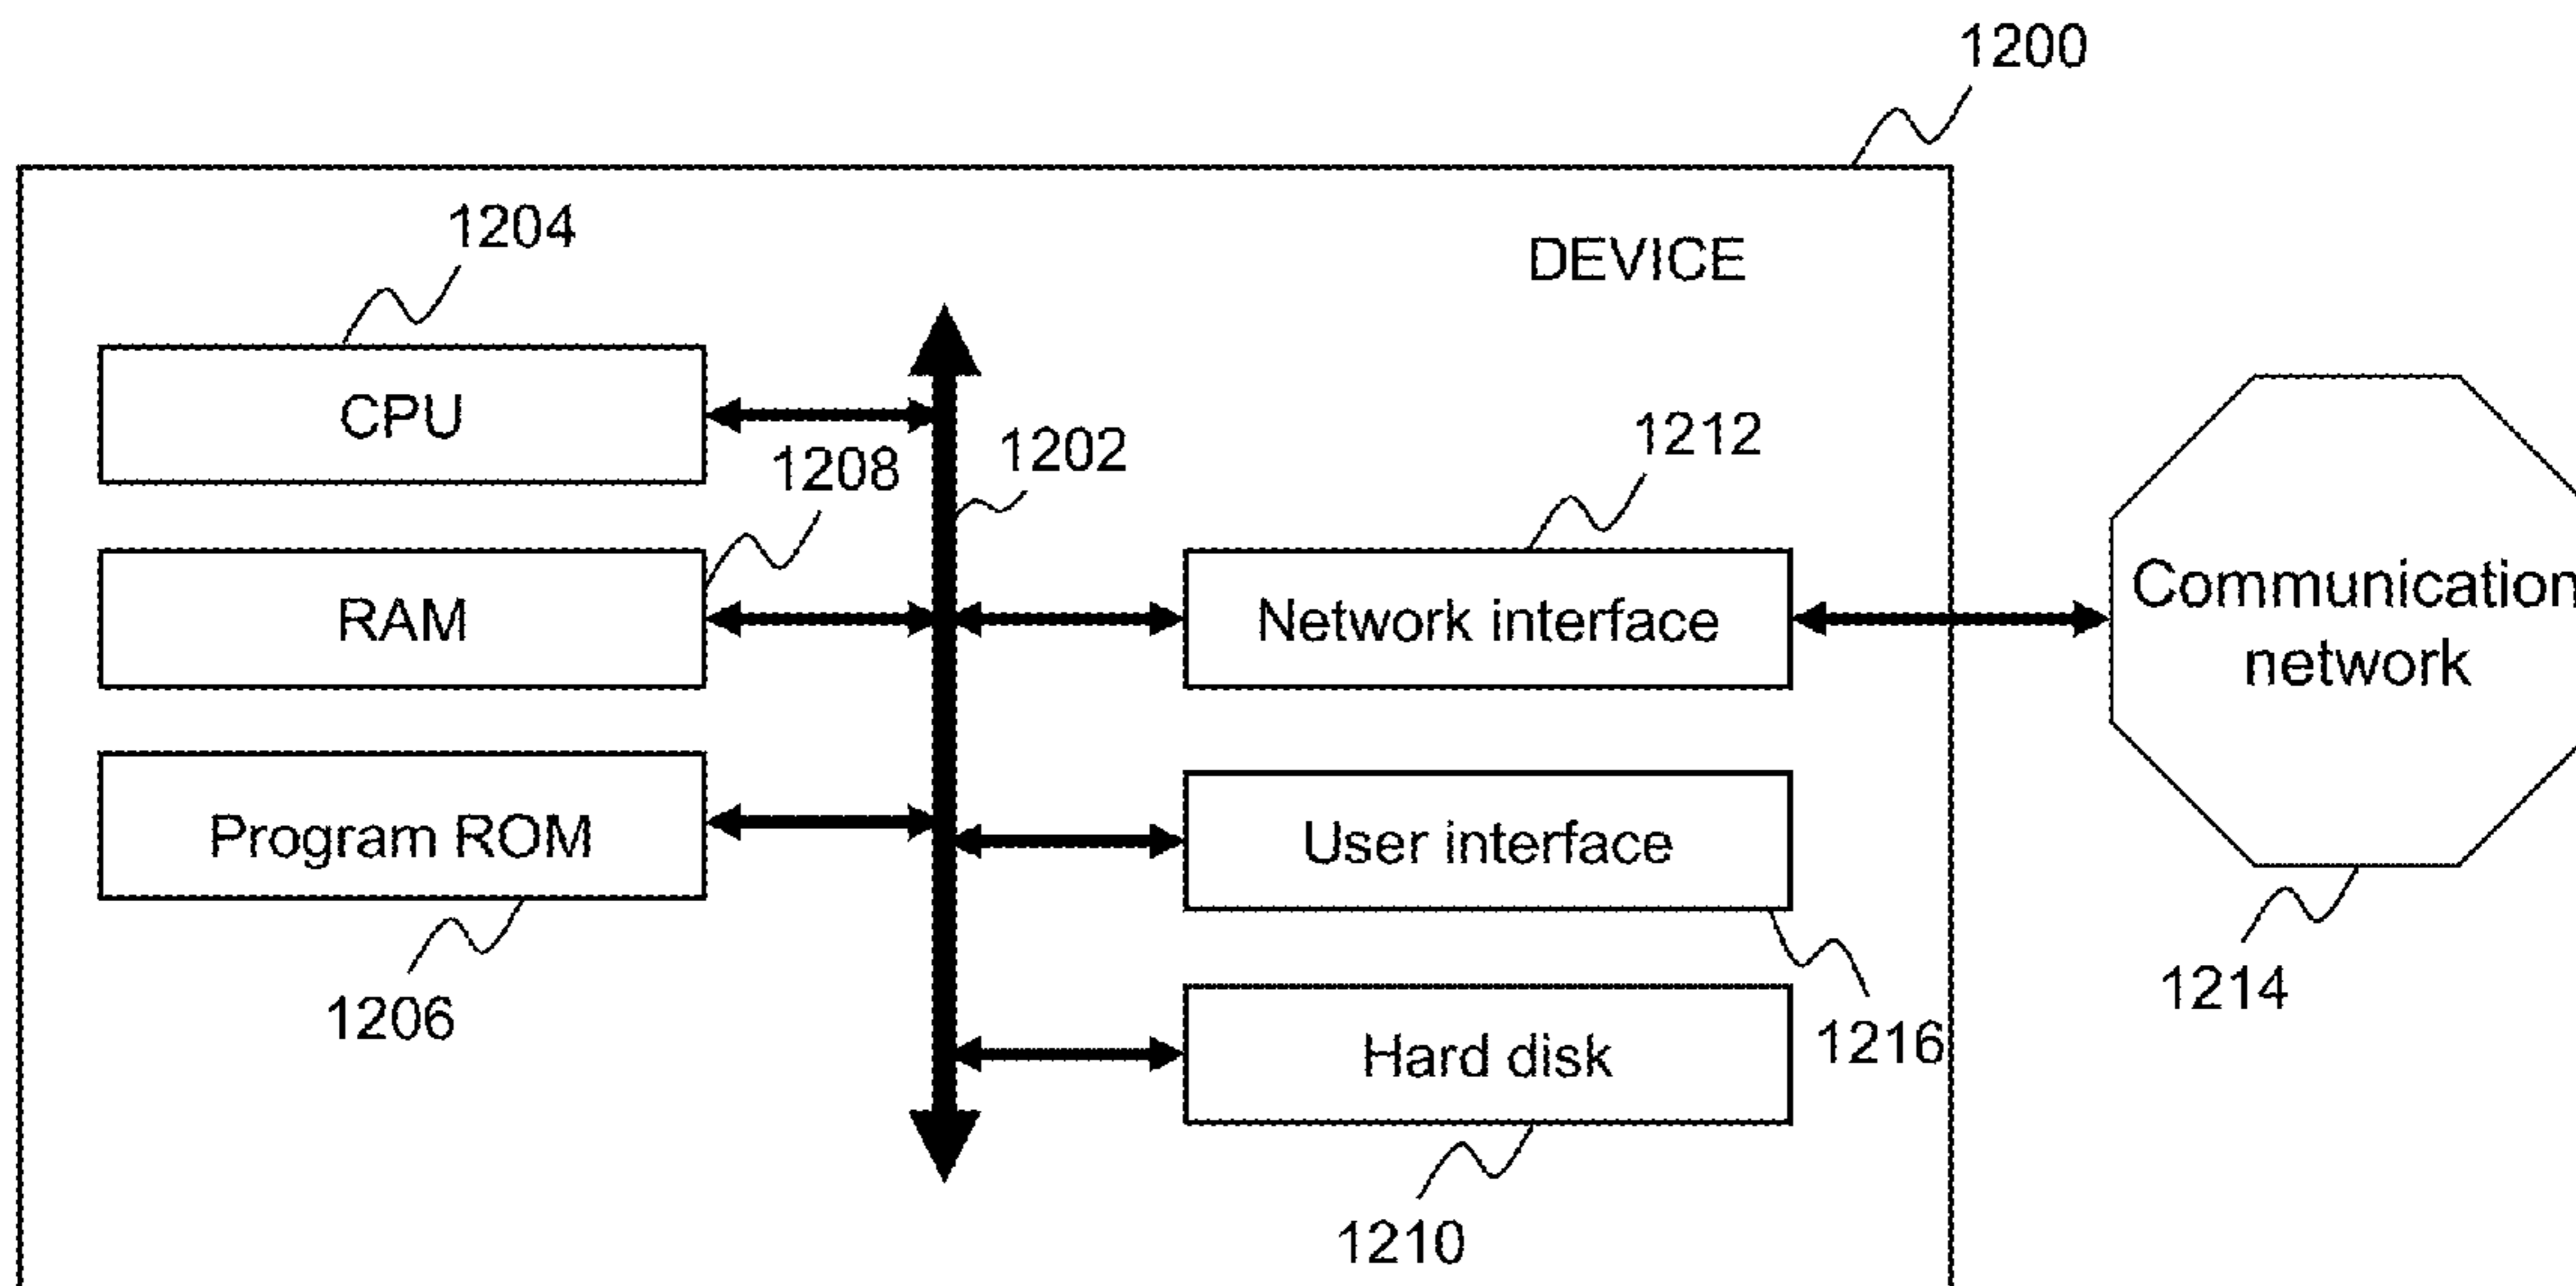 1200
1204
DEVICE
CPU
1208
1202
1212
RAM
Network interface
Communication
network
Program ROM
User interface
1206
1216
1214
Hard disk
1210